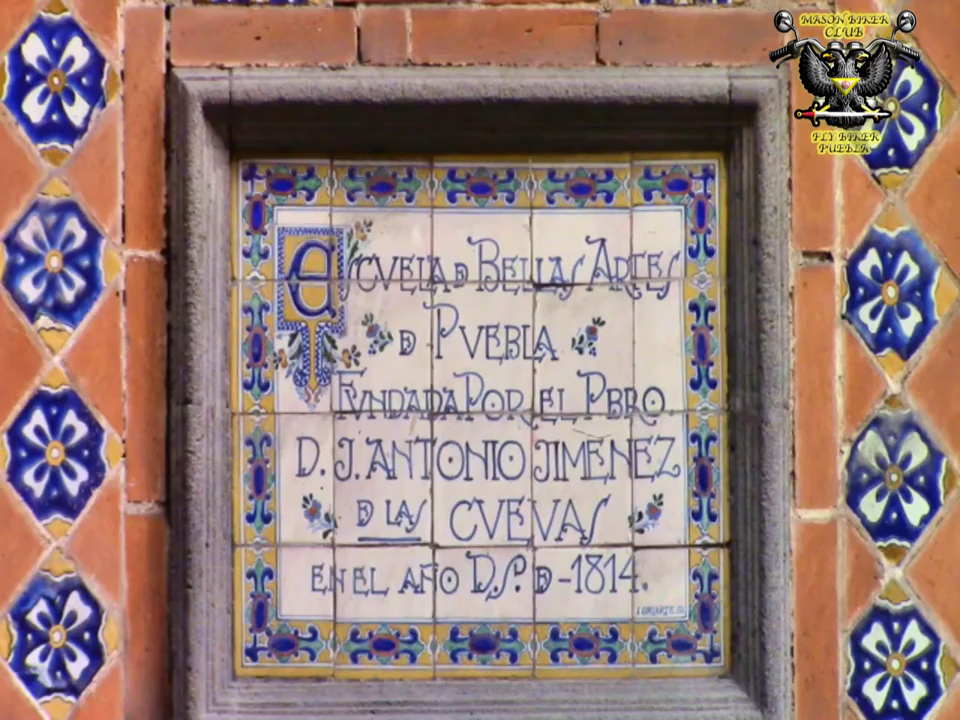 MASON BIKER
CLUB
FLY BIKER
PUEBLA
ESCVELA D BELLAS ARTES
D PVEBLA
FVNDADA POR EL PBRO.
D. J. ANTONIO JIMENEZ
D LAS CVEVAS
EN EL AÑO D.S. D - 1814.